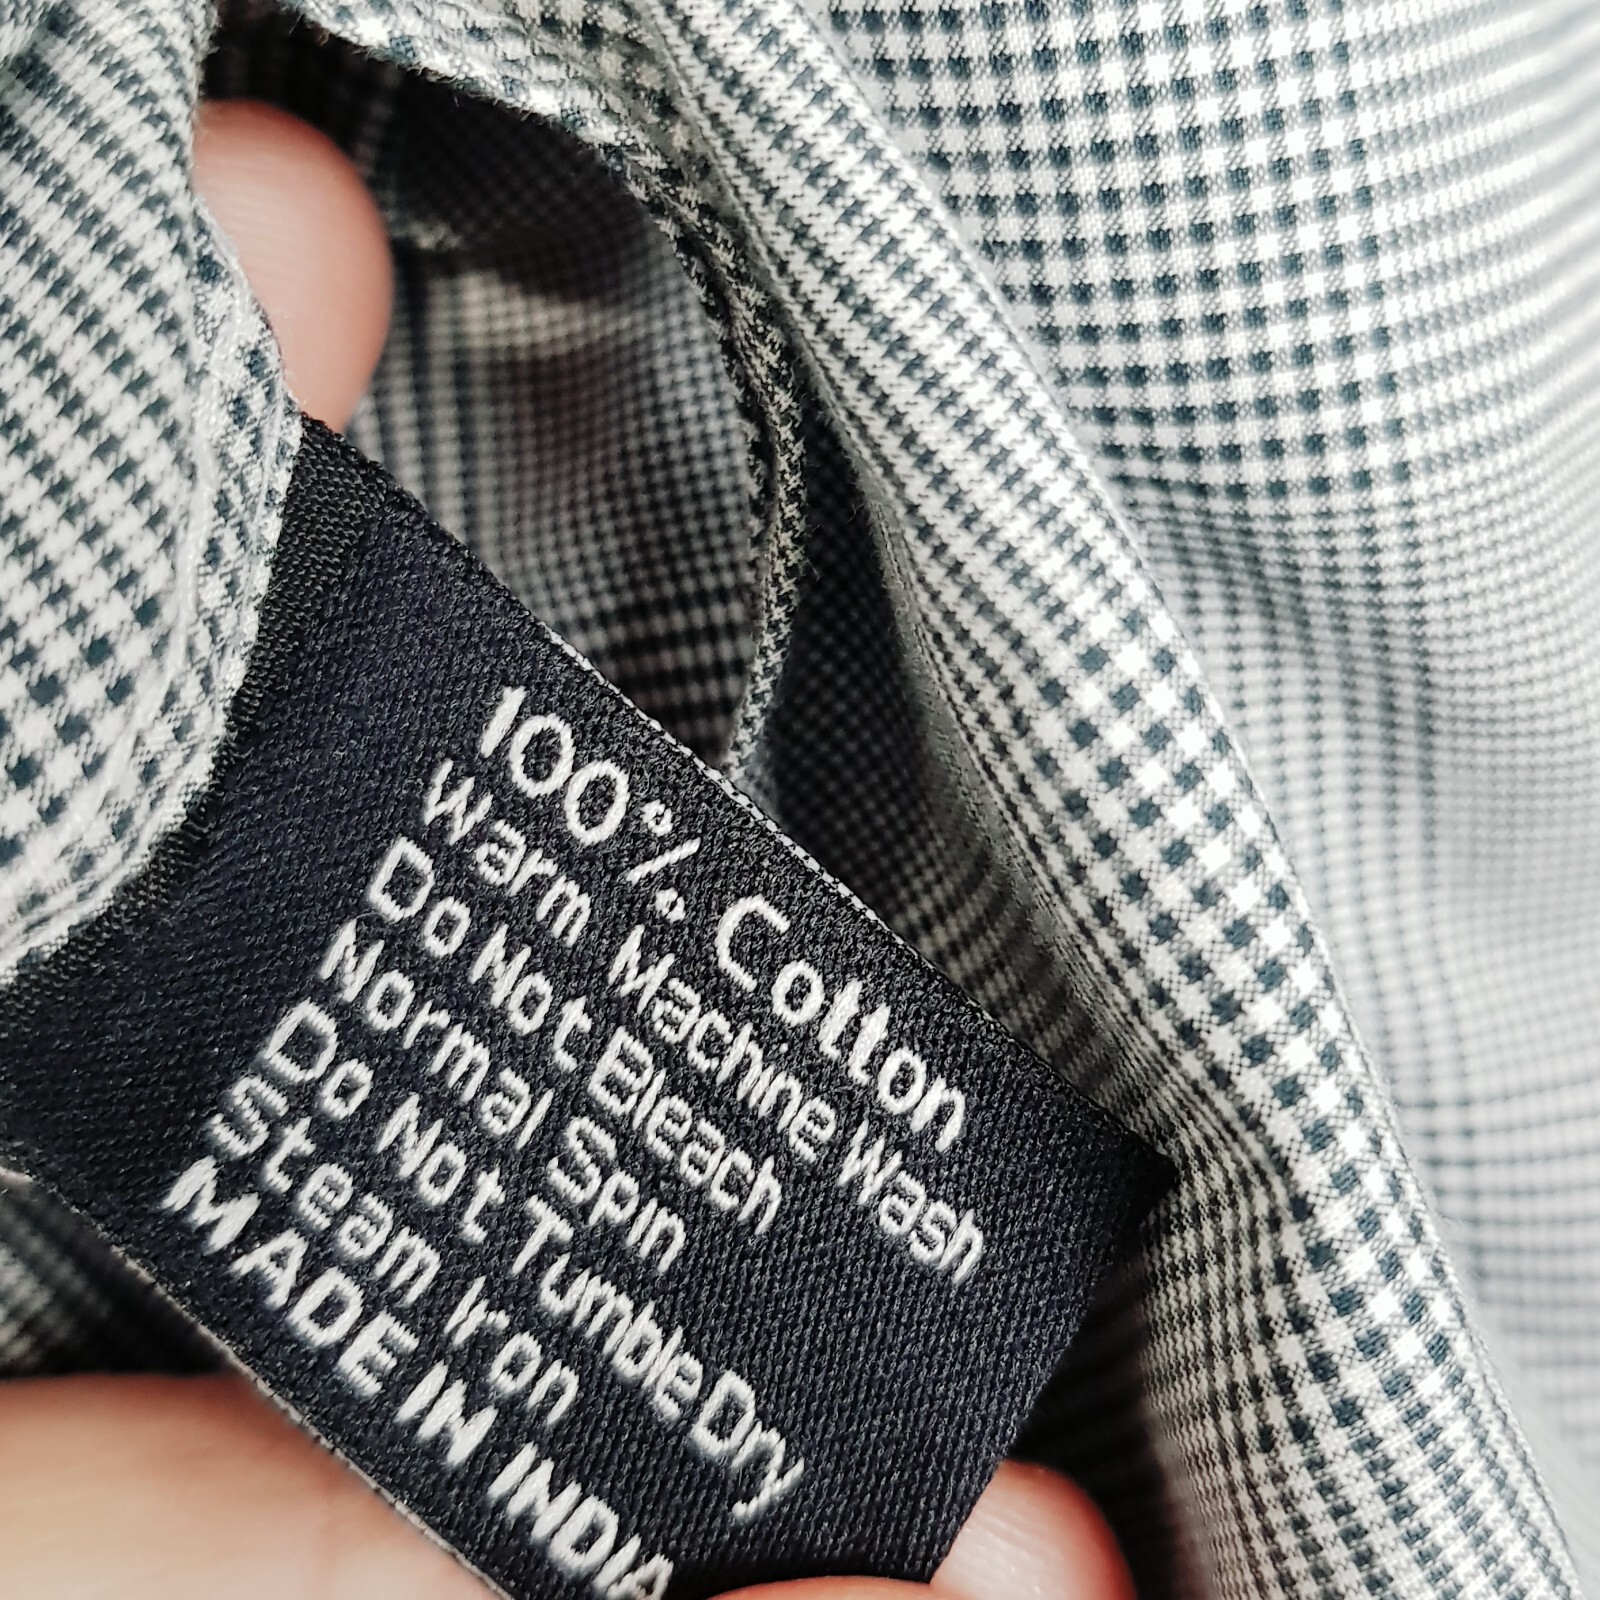 100% Cotton
Warm Machine Wash
Do Not Bleach
Normal Spin
Do Not Tumble Dry
Steam Iron
MADE IN INDIA